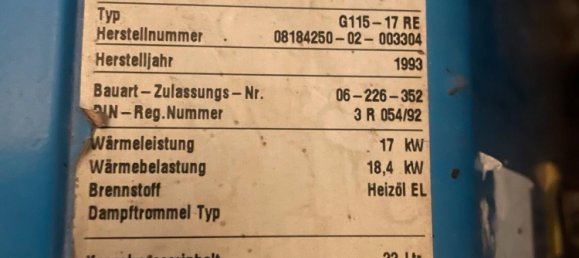 Typ G115-17 RE
Herstellnummer 08184250-02-003304
Herstelljahr 1993
Bauart-Zulassungs-Nr. 06-226-352
DIN-Reg.Nummer 3 R 054/92
Wärmeleistung 17 kW
Wärmebelastung 18,4 kW
Brennstoff Heizöl EL
Dampftrommel Typ